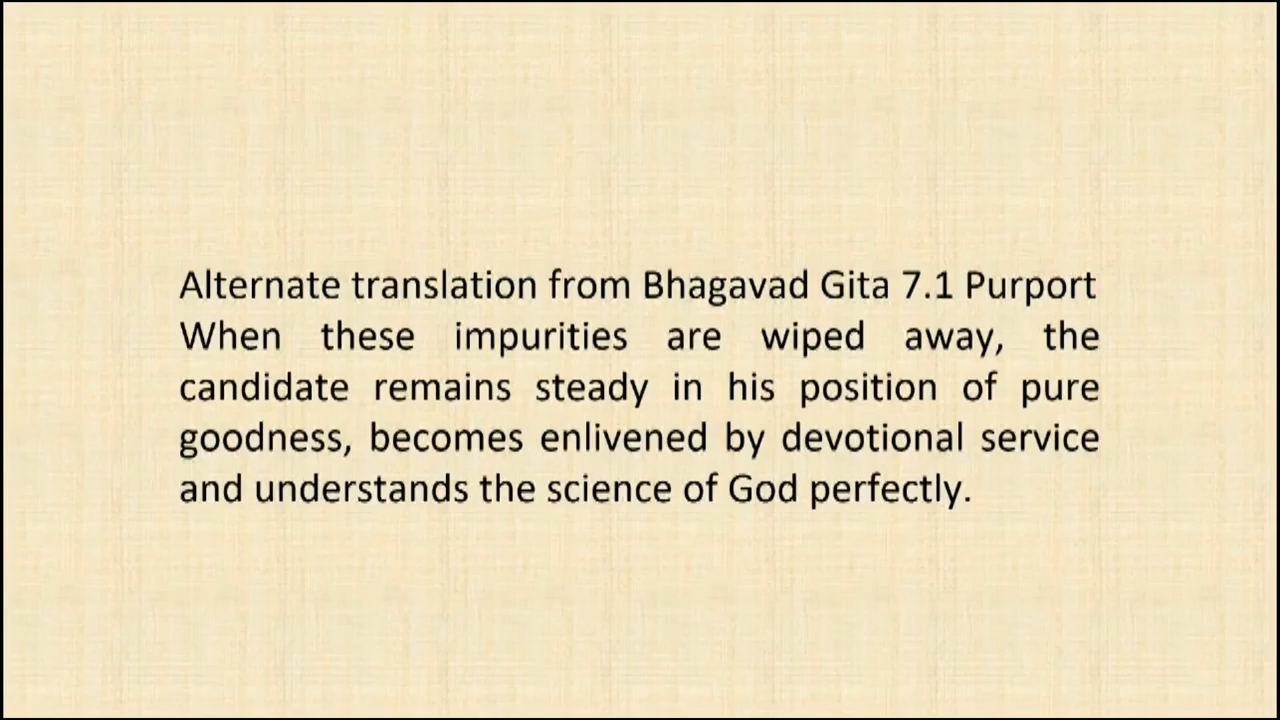 Alternate translation from Bhagavad Gita 7.1 Purport
When these impurities are wiped away, the
candidate remains steady in his position of pure
goodness, becomes enlivened by devotional service
and understands the science of God perfectly.